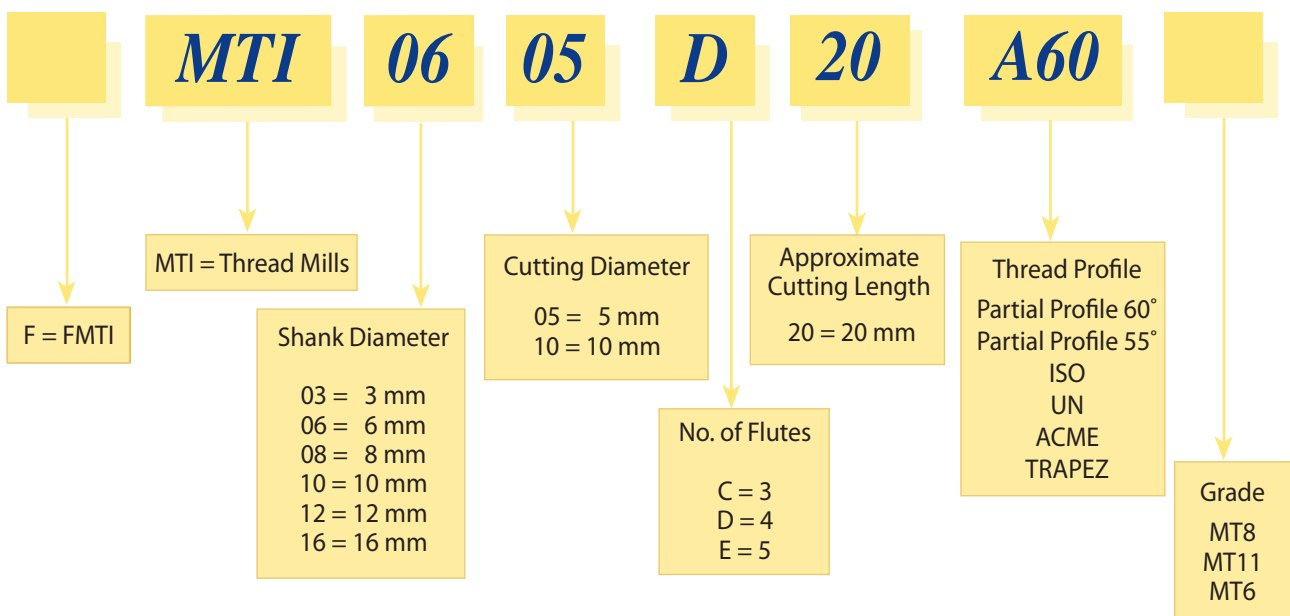 MTI 06 05 D 20 A60
F = FMTI
MTI = Thread Mills
Shank Diameter
03 = 3 mm
06 = 6 mm
08 = 8 mm
10 = 10 mm
12 = 12 mm
16 = 16 mm
Cutting Diameter
05 = 5 mm
10 = 10 mm
No. of Flutes
C = 3
D = 4
E = 5
Approximate
Cutting Length
20 = 20 mm
Thread Profile
Partial Profile 60°
Partial Profile 55°
ISO
UN
ACME
TRAPEZ
Grade
MT8
MT11
MT6